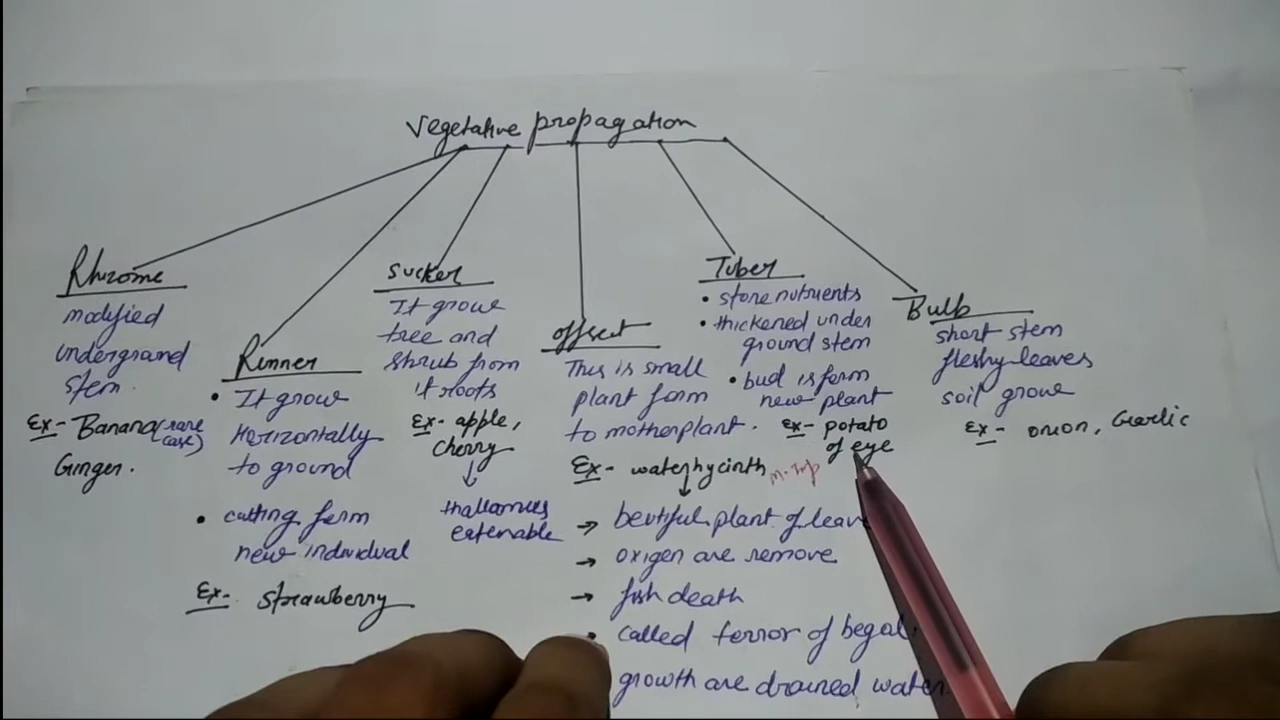 Vegetative propagation
Rhizome
modified
underground
stem.
Ex- Banana (rare case)
Ginger.
Runner
• It grow
Horizontally
to ground
• cutting form
new individual
Ex- strawberry
Sucker
It grow
tree and
shrub from
it roots
Ex- apple,
cherry
thallamus
eatenable
offset
This is small
plant form
to motherplant.
Ex- waterhycinth m.Imp
→ beutiful plant of leav
→ oxigen are remove
→ fish death
called terror of begal
growth are drained water
Tuber
• store nutrients
• thickened under
ground stem
• bud is form
new plant
Ex- potato
of eye
Bulb
short stem
fleshy leaves
soil grow
Ex- onion, Garlic